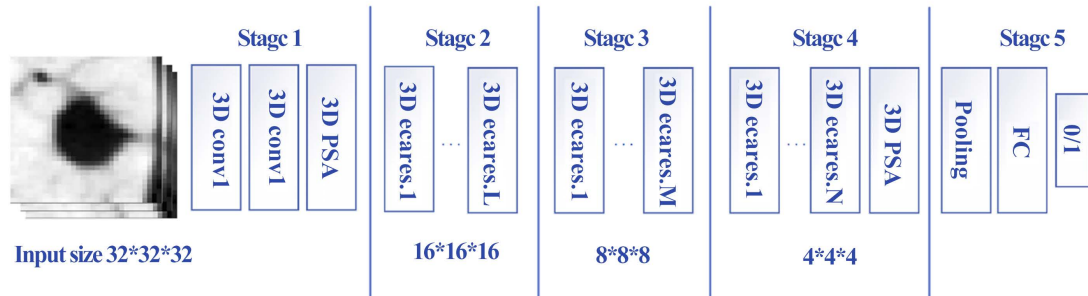 Stagc 1
3D conv1
3D conv1
3D PSA
Input size 32*32*32
Stagc 2
3D ecares.1
...
3D ecares.L
16*16*16
Stagc 3
3D ecares.1
...
3D ecares.M
8*8*8
Stagc 4
3D ecares.1
...
3D ecares.N
3D PSA
4*4*4
Stagc 5
Pooling
FC
0/1